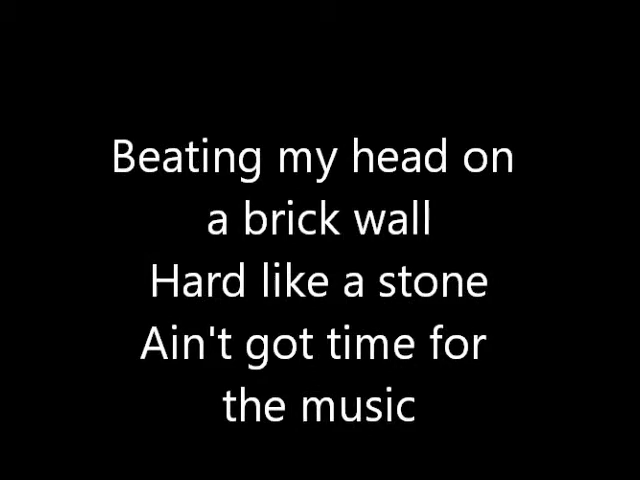 Beating my head on
a brick wall
Hard like a stone
Ain't got time for
the music